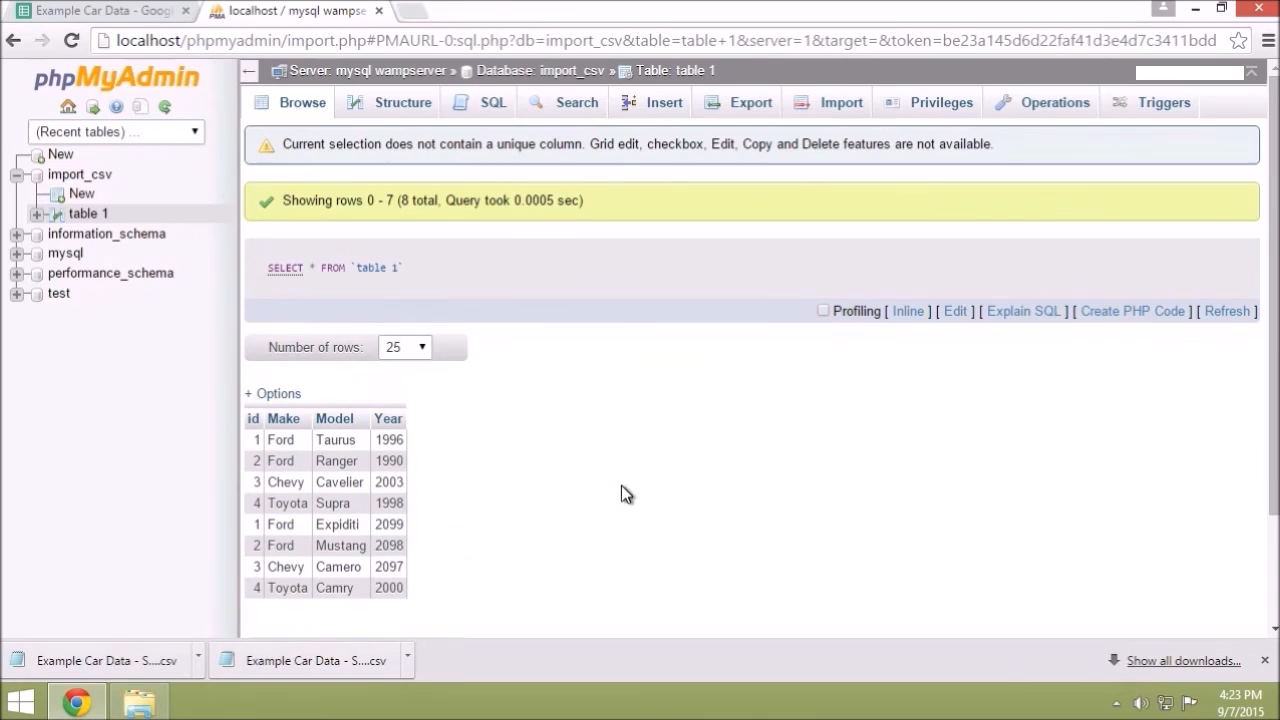 Example Car Data - Googl
localhost / mysql wampse
localhost/phpmyadmin/import.php#PMAURL-0:sql.php?db=import_csv&table=table+1&server=1&target=&token=be23a145d6d22faf41d3e4d7c3411bdd
phpMyAdmin
(Recent tables) ...
New
import_csv
New
table 1
information_schema
mysql
performance_schema
test
Server: mysql wampserver » Database: import_csv » Table: table 1
Browse Structure SQL Search Insert Export Import Privileges Operations Triggers
Current selection does not contain a unique column. Grid edit, checkbox, Edit, Copy and Delete features are not available.
Showing rows 0 - 7 (8 total, Query took 0.0005 sec)
SELECT * FROM `table 1`
Profiling [ Inline ] [ Edit ] [ Explain SQL ] [ Create PHP Code ] [ Refresh ]
Number of rows: 25
+ Options
id Make Model Year
1 Ford Taurus 1996
2 Ford Ranger 1990
3 Chevy Cavelier 2003
4 Toyota Supra 1998
1 Ford Expiditi 2099
2 Ford Mustang 2098
3 Chevy Camero 2097
4 Toyota Camry 2000
Example Car Data - S....csv
Example Car Data - S....csv
Show all downloads...
4:23 PM
9/7/2015